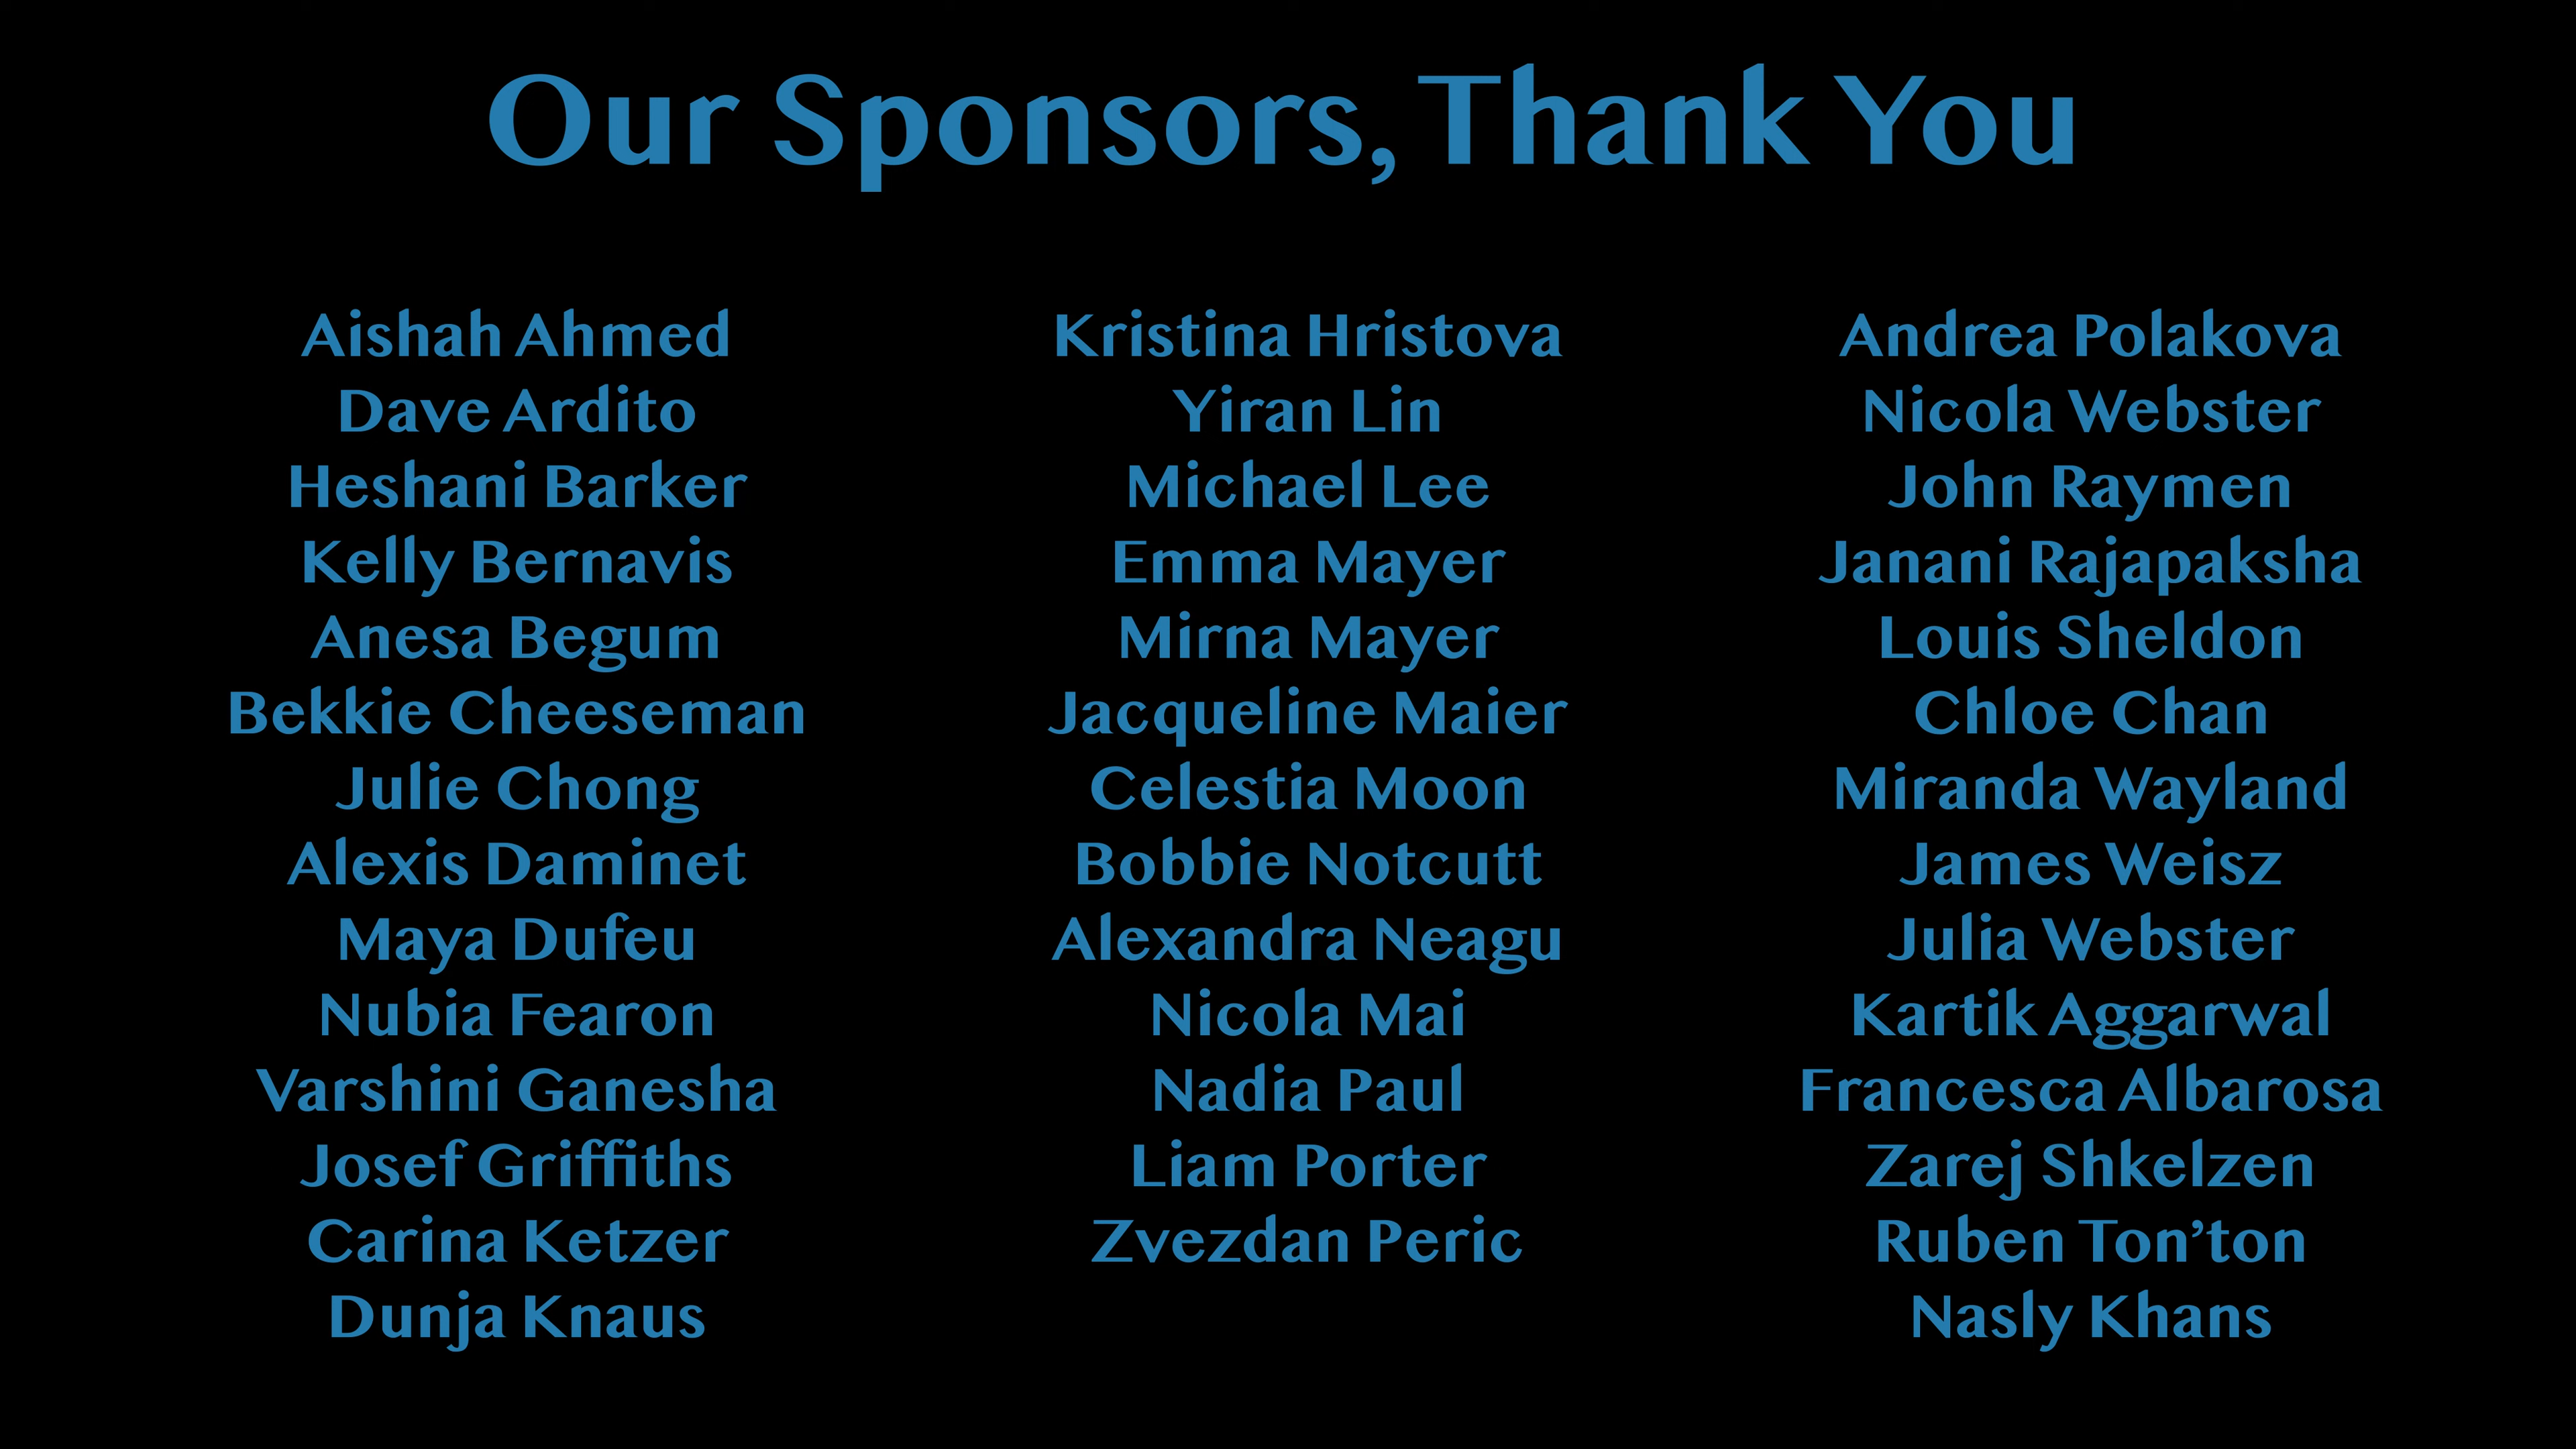 Our Sponsors, Thank You
Aishah Ahmed
Dave Ardito
Heshani Barker
Kelly Bernavis
Anesa Begum
Bekkie Cheeseman
Julie Chong
Alexis Daminet
Maya Dufeu
Nubia Fearon
Varshini Ganesha
Josef Griffiths
Carina Ketzer
Dunja Knaus
Kristina Hristova
Yiran Lin
Michael Lee
Emma Mayer
Mirna Mayer
Jacqueline Maier
Celestia Moon
Bobbie Notcutt
Alexandra Neagu
Nicola Mai
Nadia Paul
Liam Porter
Zvezdan Peric
Andrea Polakova
Nicola Webster
John Raymen
Janani Rajapaksha
Louis Sheldon
Chloe Chan
Miranda Wayland
James Weisz
Julia Webster
Kartik Aggarwal
Francesca Albarosa
Zarej Shkelzen
Ruben Ton’ton
Nasly Khans